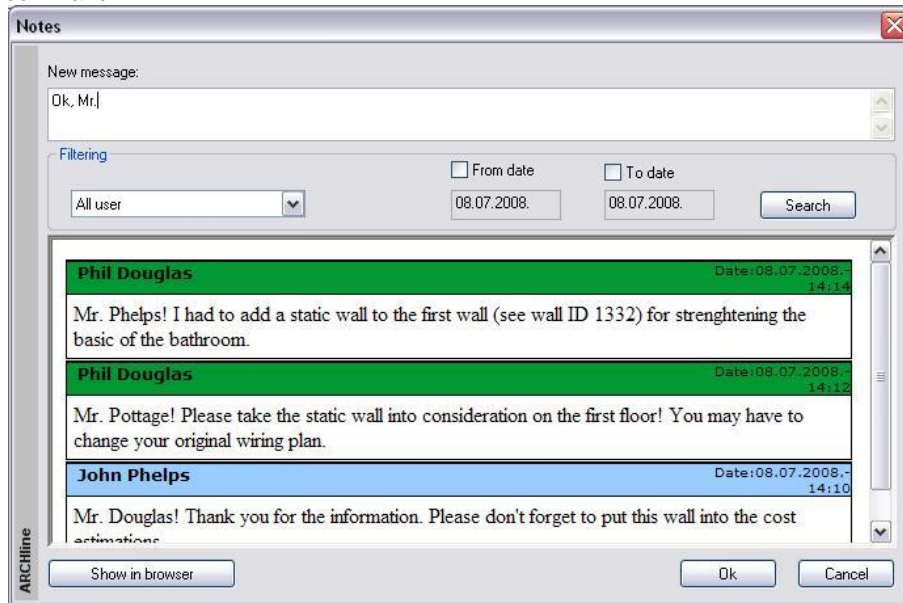 Notes
New message:
Ok, Mr.
Filtering
From date
To date
All user
08.07.2008.
08.07.2008.
Search
Phil Douglas
Date:08.07.2008.-
14:14
Mr. Phelps! I had to add a static wall to the first wall (see wall ID 1332) for strenghtening the
basic of the bathroom.
Phil Douglas
Date:08.07.2008.-
14:12
Mr. Pottage! Please take the static wall into consideration on the first floor! You may have to
change your original wiring plan.
John Phelps
Date:08.07.2008.-
14:10
Mr. Douglas! Thank you for the information. Please don't forget to put this wall into the cost
estimations
ARCHline
Show in browser
Ok
Cancel